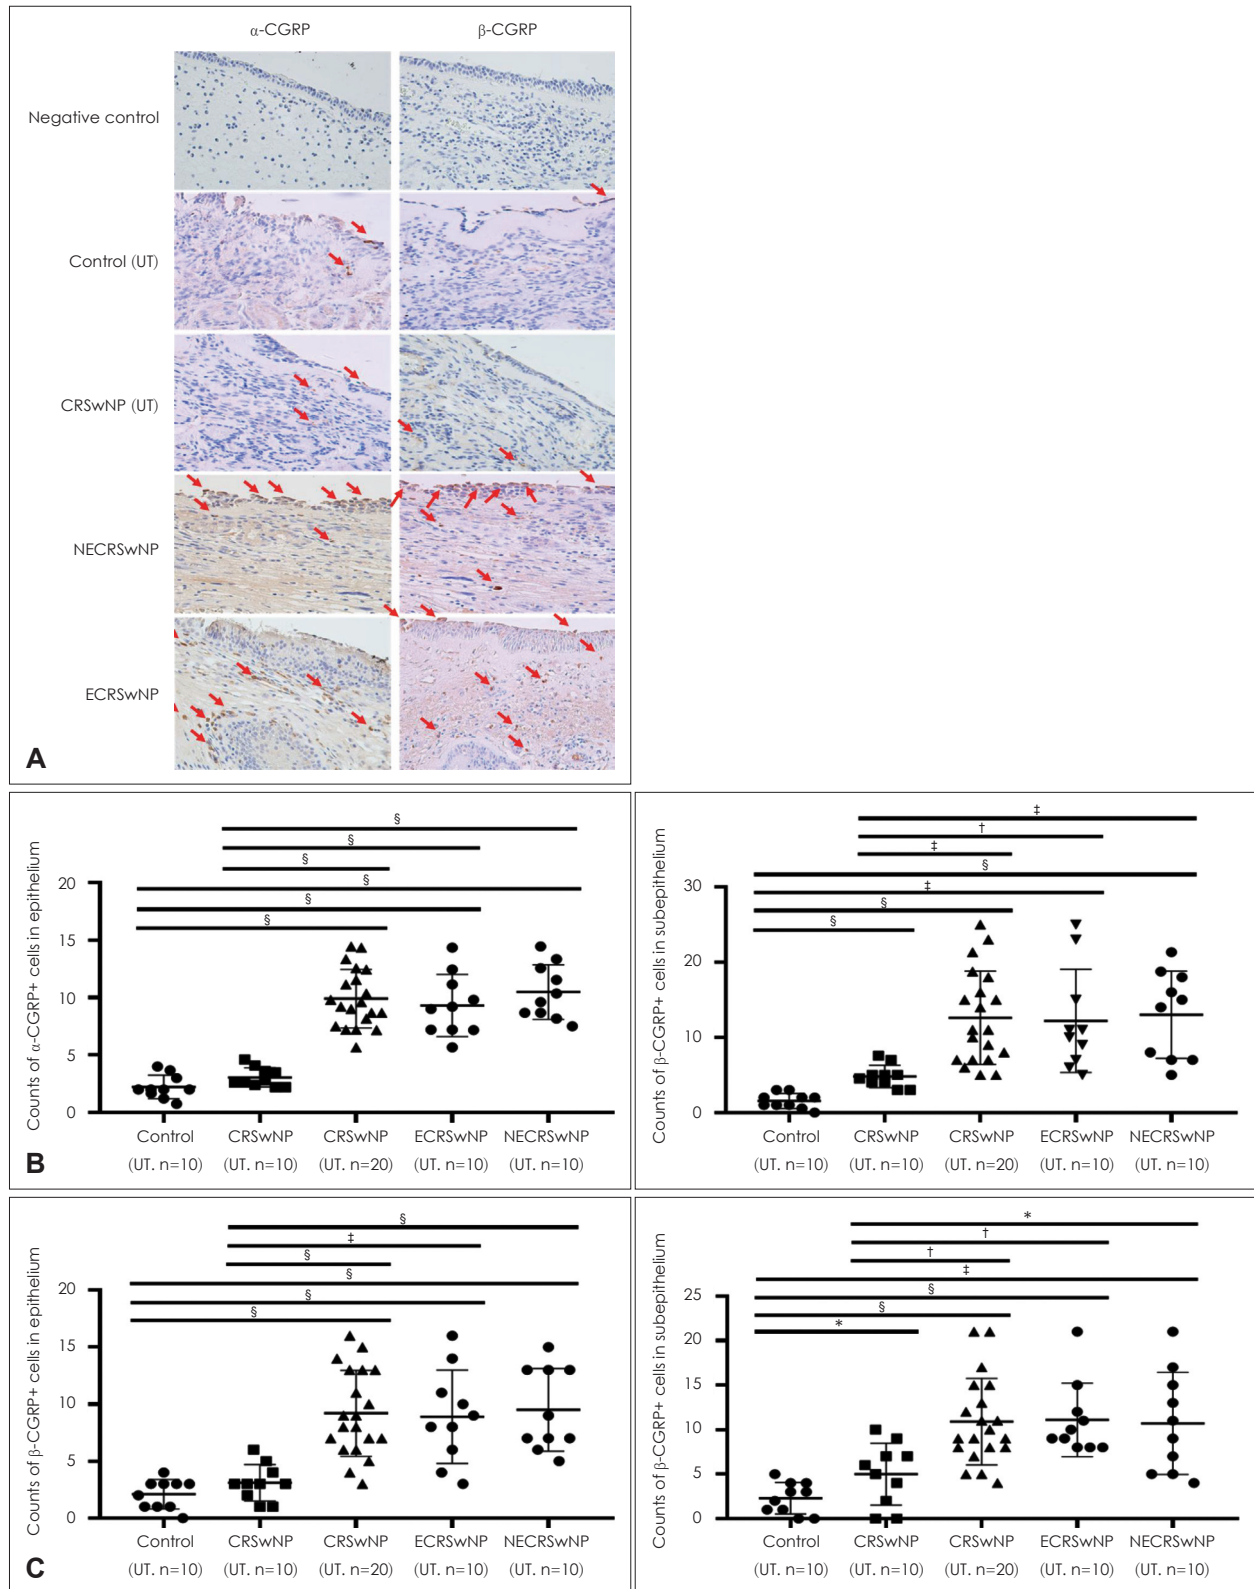 α-CGRP β-CGRP
Negative control
Control (UT)
CRSwNP (UT)
NECRSwNP
ECRSwNP
A
§
§
§
§
§
§
Counts of α-CGRP+ cells in epithelium
20
15
10
5
0
Control CRSwNP CRSwNP ECRSwNP NECRSwNP
(UT. n=10) (UT. n=10) (UT. n=20) (UT. n=10) (UT. n=10)
B
‡
†
‡
§
‡
§
§
Counts of β-CGRP+ cells in subepithelium
30
20
10
0
Control CRSwNP CRSwNP ECRSwNP NECRSwNP
(UT. n=10) (UT. n=10) (UT. n=20) (UT. n=10) (UT. n=10)
§
‡
§
§
§
§
Counts of β-CGRP+ cells in epithelium
20
15
10
5
0
Control CRSwNP CRSwNP ECRSwNP NECRSwNP
(UT. n=10) (UT. n=10) (UT. n=20) (UT. n=10) (UT. n=10)
C
*
†
†
‡
§
§
*
Counts of β-CGRP+ cells in subepithelium
25
20
15
10
5
0
Control CRSwNP CRSwNP ECRSwNP NECRSwNP
(UT. n=10) (UT. n=10) (UT. n=20) (UT. n=10) (UT. n=10)